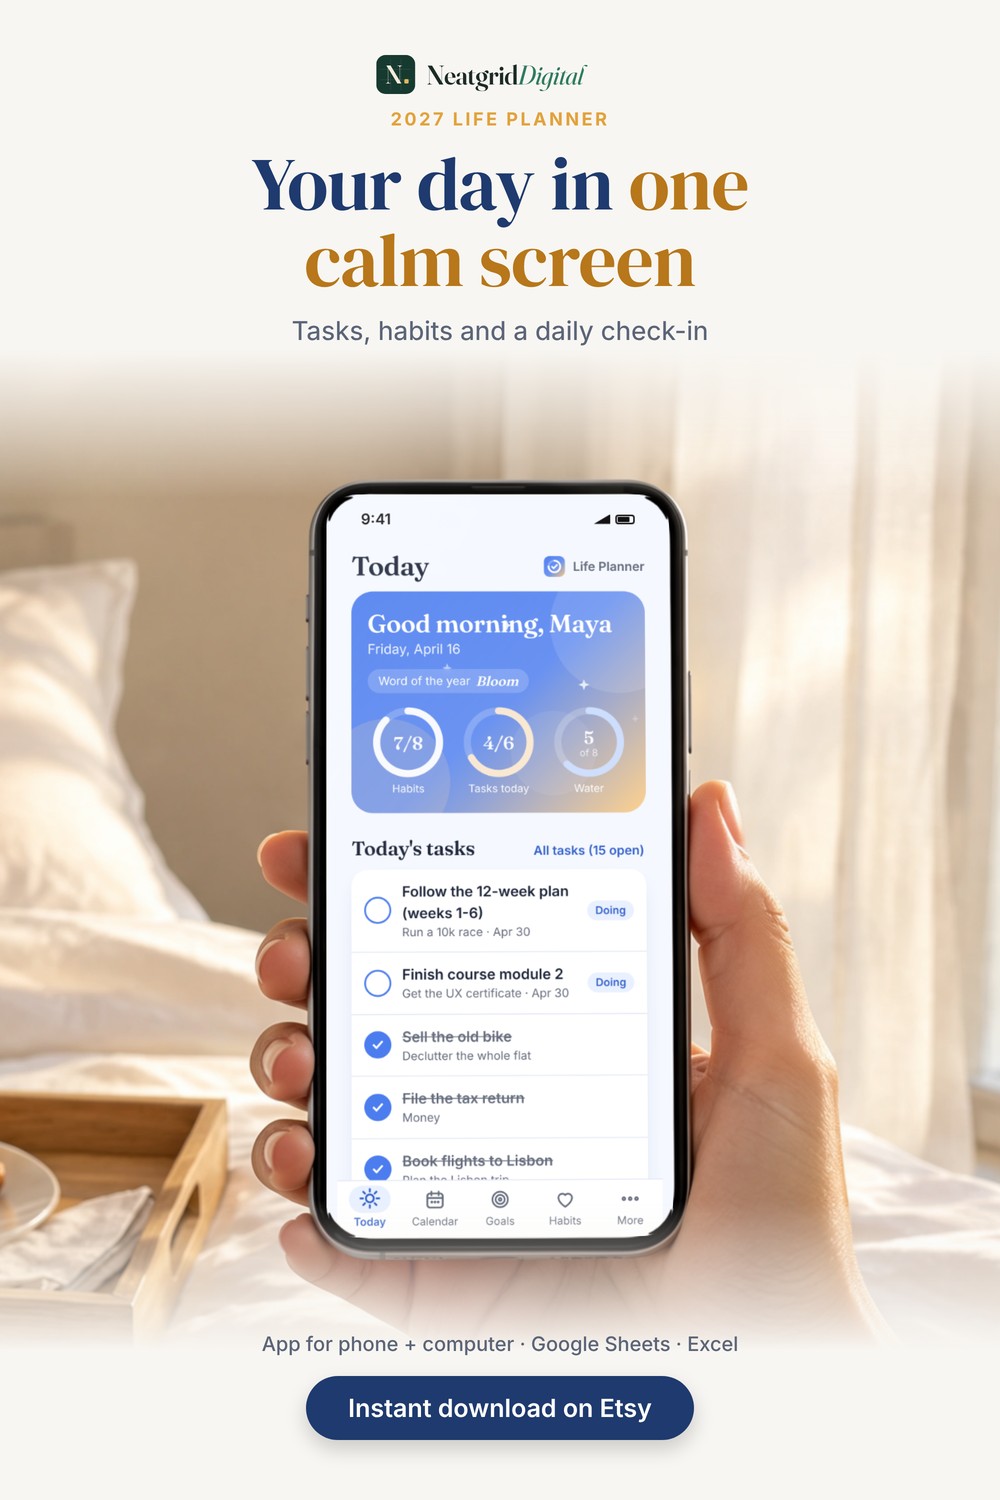 N.
NeatgridDigital
2027 LIFE PLANNER
Your day in one
calm screen
Tasks, habits and a daily check-in
9:41
Today
Life Planner
Good morning, Maya
Friday, April 16
Word of the year Bloom
7/8
4/6
5
of 8
Habits
Tasks today
Water
Today's tasks
All tasks (15 open)
Follow the 12-week plan
(weeks 1-6)
Doing
Run a 10k race · Apr 30
Finish course module 2
Doing
Get the UX certificate · Apr 30
Sell the old bike
Declutter the whole flat
File the tax return
Money
Book flights to Lisbon
Plan the Lisbon trip
Today
Calendar
Goals
Habits
More
App for phone + computer · Google Sheets · Excel
Instant download on Etsy